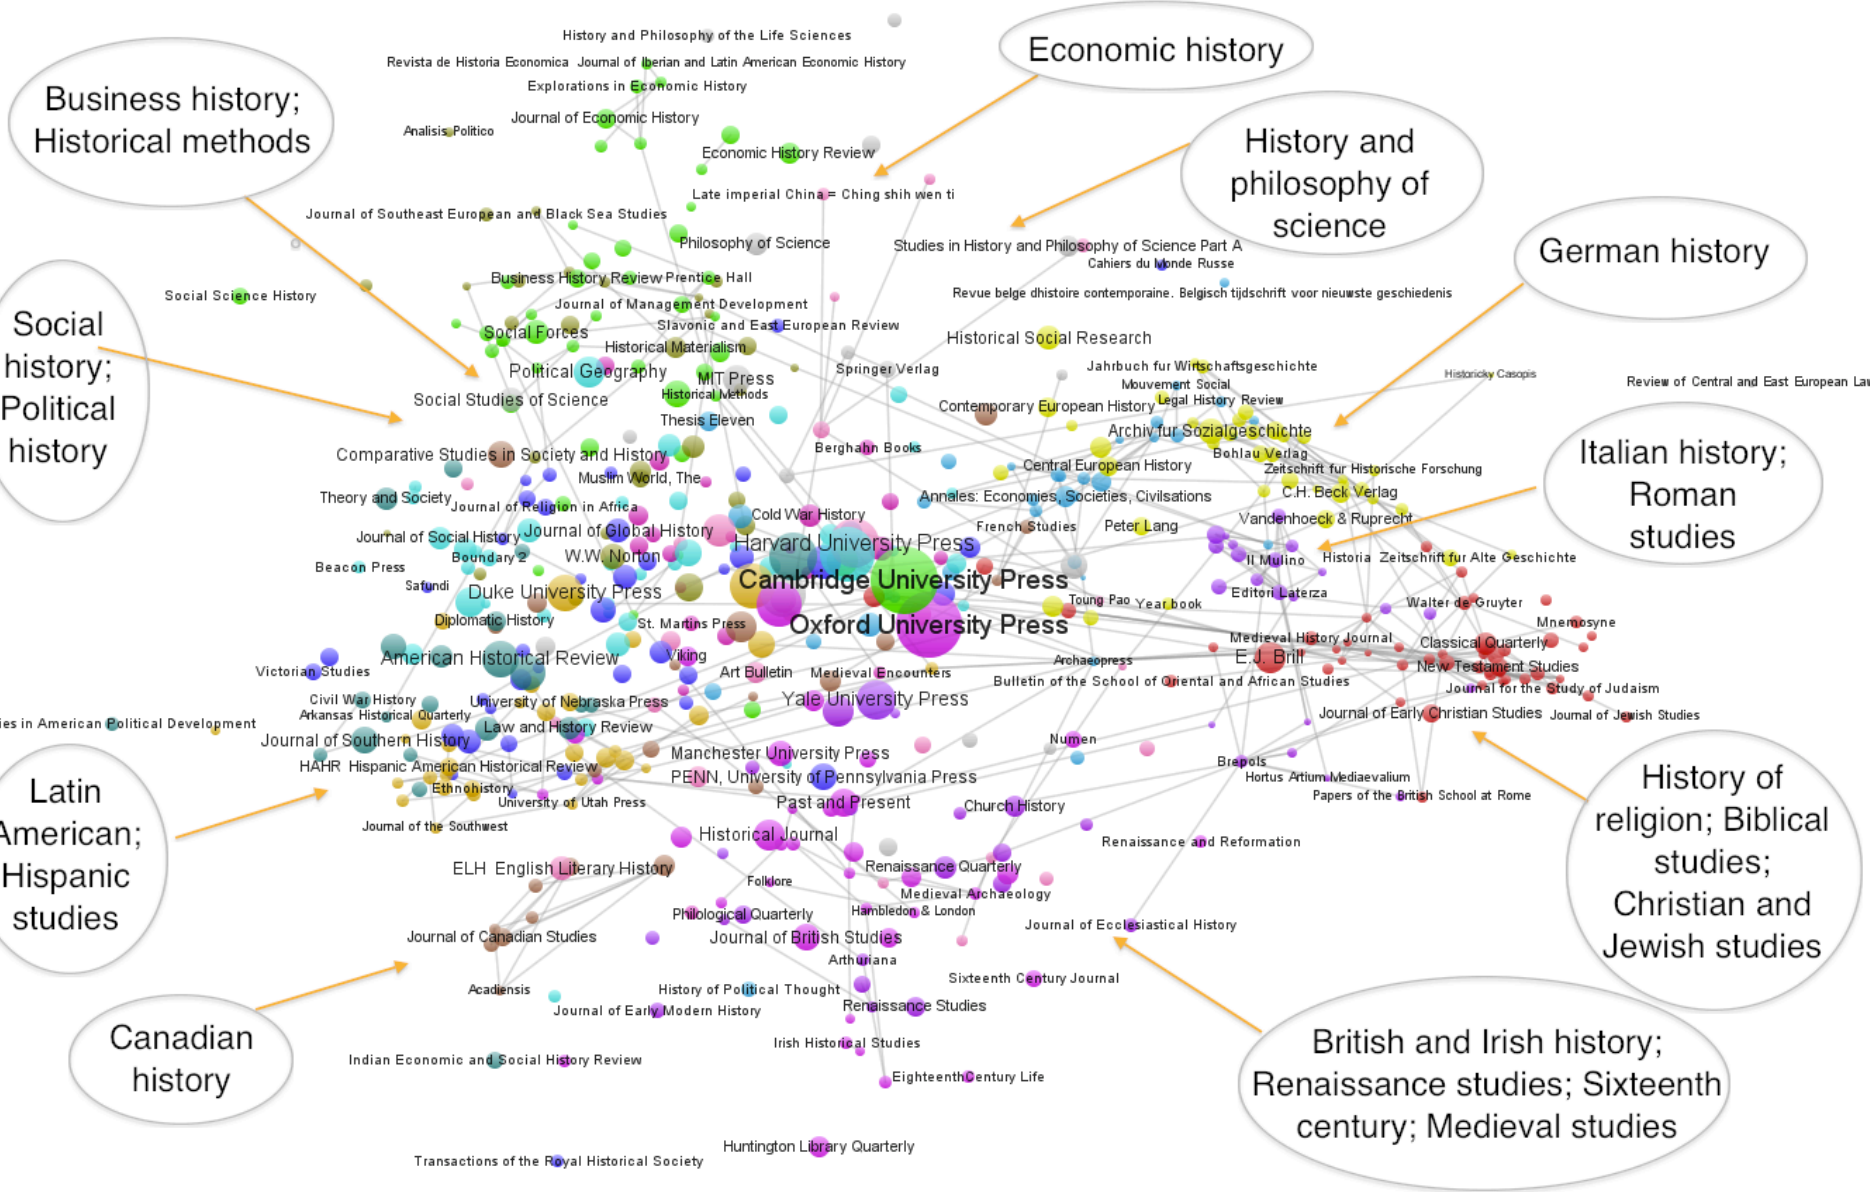 History and Philosophy of the Life Sciences
Economic history
Revista de Historia Economica Journal of Iberian and Latin American Economic History
Explorations in Economic History
Business history;
Historical methods
Journal of Economic History
Analisis Politico
Economic History Review
History and
philosophy of
science
Late imperial China = Ching shih wen ti
Journal of Southeast European and Black Sea Studies
Philosophy of Science
Studies in History and Philosophy of Science Part A
Cahiers du Monde Russe
German history
Business History Review
Prentice Hall
Social Science History
Revue belge dhistoire contemporaine. Belgisch tijdschrift voor nieuwste geschiedenis
Journal of Management Development
Slavonic and East European Review
Social Forces
Social
history;
Political
history
Historical Social Research
Historical Materialism
Political Geography
MIT Press
Springer Verlag
Jahrbuch fur Wirtschaftsgeschichte
Historicky Casopis
Review of Central and East European Law
Mouvement Social
Historical Methods
Social Studies of Science
Legal History Review
Contemporary European History
Thesis Eleven
Archiv fur Sozialgeschichte
Berghahn Books
Bohlau Verlag
Italian history;
Roman
studies
Comparative Studies in Society and History
Central European History
Zeitschrift fur Historische Forschung
Muslim World, The
C.H. Beck Verlag
Theory and Society
Annales: Economies, Societies, Civilsations
Journal of Religion in Africa
Cold War History
Vandenhoeck & Ruprecht
French Studies
Peter Lang
Journal of Global History
Journal of Social History
Harvard University Press
Boundary 2
W.W. Norton
Il Mulino
Historia
Zeitschrift fur Alte Geschichte
Beacon Press
Cambridge University Press
Safundi
Duke University Press
Editori Laterza
Toung Pao
Year book
Walter de Gruyter
Diplomatic History
St. Martins Press
Oxford University Press
Mnemosyne
Medieval History Journal
Classical Quarterly
American Historical Review
Viking
Archaeopress
E.J. Brill
New Testament Studies
Victorian Studies
Art Bulletin
Medieval Encounters
Bulletin of the School of Oriental and African Studies
Journal for the Study of Judaism
Civil War History
University of Nebraska Press
Yale University Press
Arkansas Historical Quarterly
Journal of Early Christian Studies
Journal of Jewish Studies
ies in American Political Development
Law and History Review
Journal of Southern History
Numen
Manchester University Press
Brepols
HAHR Hispanic American Historical Review
PENN, University of Pennsylvania Press
Hortus Artium Mediaevalium
Ethnohistory
Papers of the British School at Rome
University of Utah Press
Past and Present
Church History
Latin
American;
Hispanic
studies
History of
religion; Biblical
studies;
Christian and
Jewish studies
Journal of the Southwest
Historical Journal
Renaissance and Reformation
ELH English Literary History
Renaissance Quarterly
Folklore
Medieval Archaeology
Philological Quarterly
Hambledon & London
Journal of Ecclesiastical History
Journal of Canadian Studies
Journal of British Studies
Arthuriana
Sixteenth Century Journal
Acadiensis
History of Political Thought
Journal of Early Modern History
Renaissance Studies
Canadian
history
British and Irish history;
Renaissance studies; Sixteenth
century; Medieval studies
Irish Historical Studies
Indian Economic and Social History Review
EighteenthCentury Life
Huntington Library Quarterly
Transactions of the Royal Historical Society